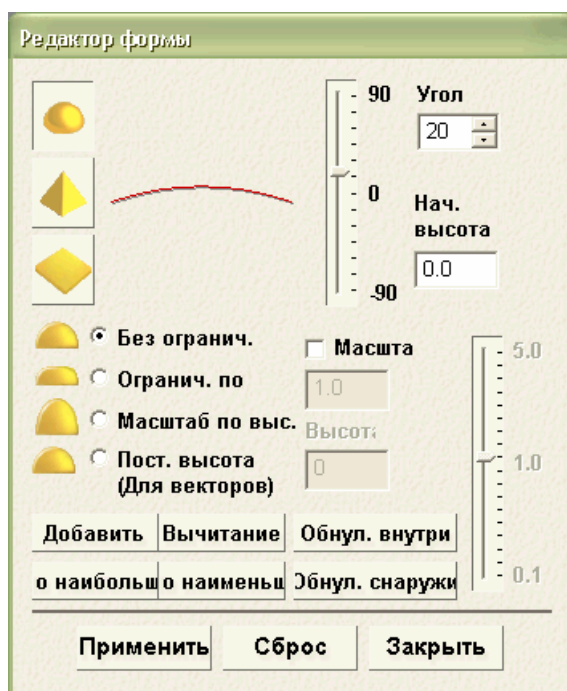 Редактор формы
90
Угол
20
0
Нач.
высота
0.0
-90
Без огранич.
Огранич. по
Масштаб по выс.
Пост. высота
(Для векторов)
Масшта
1.0
Высота
0
5.0
1.0
0.1
Добавить Вычитание Обнул. внутри
о наибольш о наименьш Обнул. снаружи
Применить Сброс Закрыть